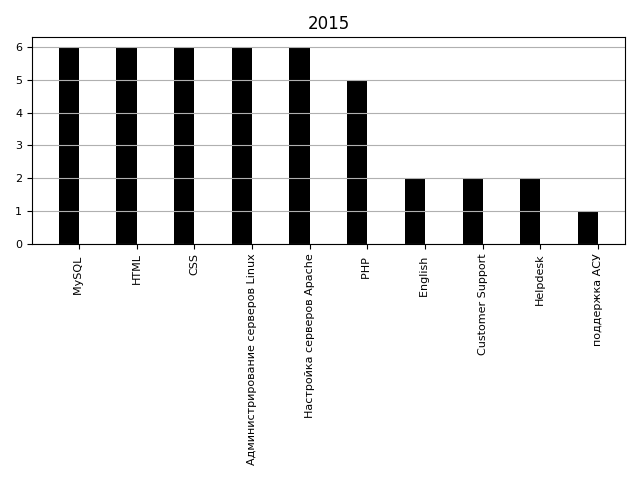 2015
6
5
4
3
2
1
0
MySQL
HTML
CSS
Администрирование серверов Linux
Настройка серверов Apache
PHP
English
Customer Support
Helpdesk
поддержка АСУ